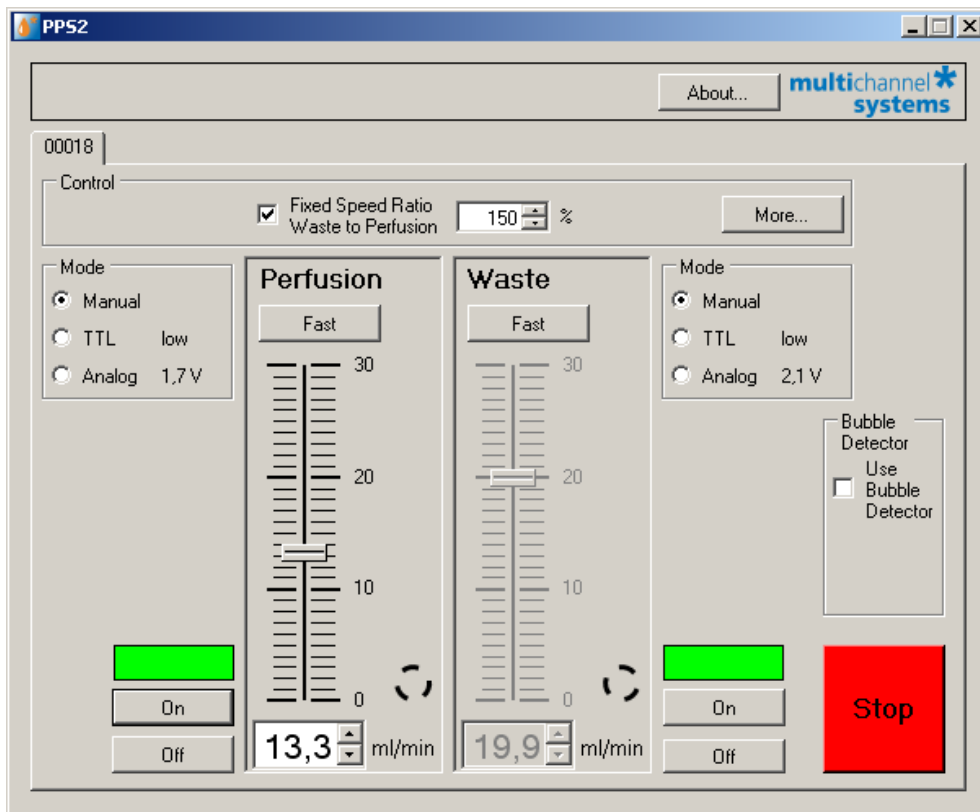 PPS2
About...
multichannel*
systems
00018
Control
Fixed Speed Ratio
Waste to Perfusion
150 %
More...
Mode
Manual
TTL low
Analog 1,7 V
Perfusion
Fast
30
20
10
0
13,3 ml/min
Waste
Fast
30
20
10
0
19,9 ml/min
Mode
Manual
TTL low
Analog 2,1 V
Bubble
Detector
Use
Bubble
Detector
On
Off
On
Off
Stop